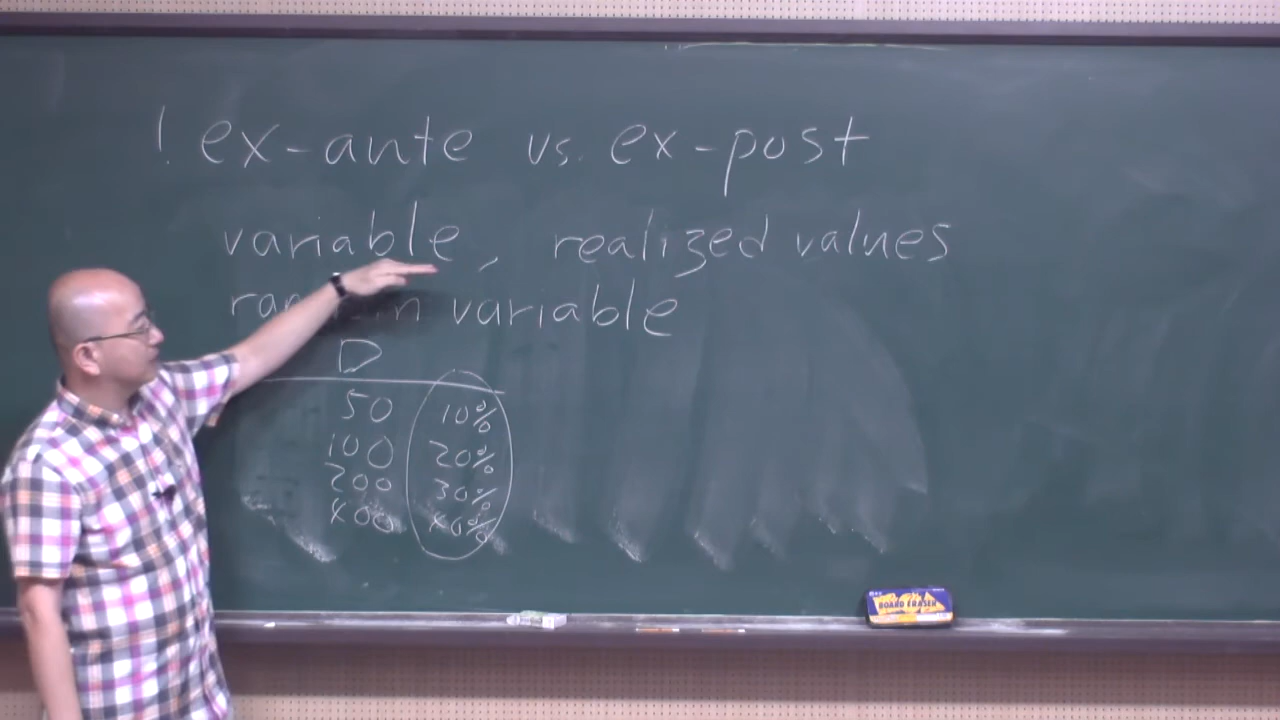 ! ex-ante vs. ex-post
variable, realized values
random variable
D
50 10%
100 20%
200 30%
400 40%
BOARD ERASER